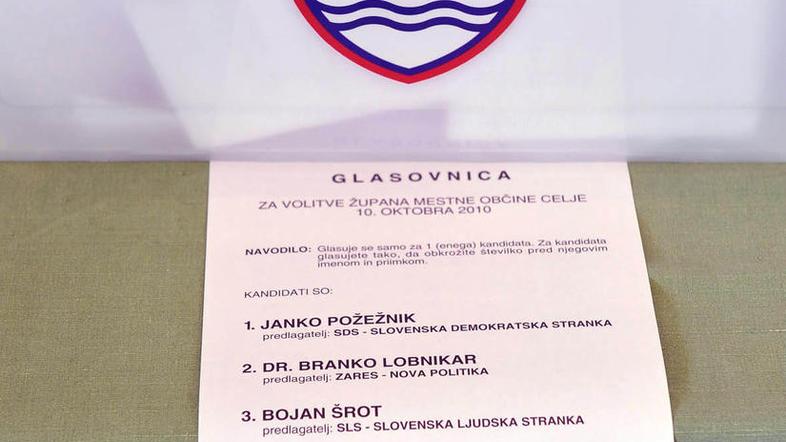 GLASOVNICA
ZA VOLITVE ŽUPANA MESTNE OBČINE CELJE
10. OKTOBRA 2010
NAVODILO: Glasuje se samo za 1 (enega) kandidata. Za kandidata
glasujete tako, da obkrožite številko pred njegovim
imenom in priimkom.
KANDIDATI SO:
1. JANKO POŽEŽNIK
predlagatelj: SDS - SLOVENSKA DEMOKRATSKA STRANKA
2. DR. BRANKO LOBNIKAR
predlagatelj: ZARES - NOVA POLITIKA
3. BOJAN ŠROT
predlagatelj: SLS - SLOVENSKA LJUDSKA STRANKA